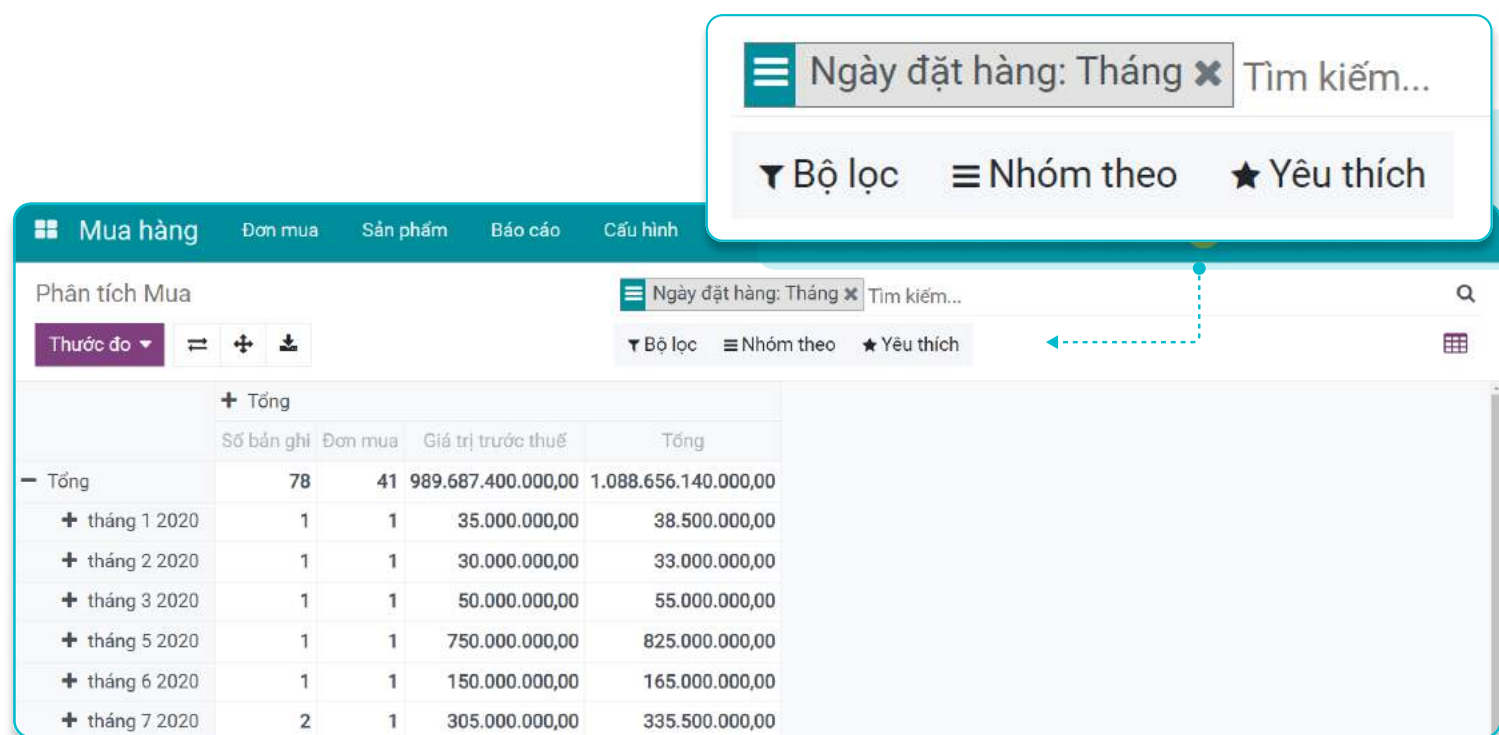 Ngày đặt hàng: Tháng ✖ Tìm kiếm...
Bộ lọc Nhóm theo Yêu thích
Mua hàng Đơn mua Sản phẩm Báo cáo Cấu hình
Phân tích Mua Ngày đặt hàng: Tháng ✖ Tìm kiếm...
Thước đo Bộ lọc Nhóm theo Yêu thích
+ Tổng
Số bản ghi Đơn mua Giá trị trước thuế Tổng
− Tổng 78 41 989.687.400.000,00 1.088.656.140.000,00
+ tháng 1 2020 1 1 35.000.000,00 38.500.000,00
+ tháng 2 2020 1 1 30.000.000,00 33.000.000,00
+ tháng 3 2020 1 1 50.000.000,00 55.000.000,00
+ tháng 5 2020 1 1 750.000.000,00 825.000.000,00
+ tháng 6 2020 1 1 150.000.000,00 165.000.000,00
+ tháng 7 2020 2 1 305.000.000,00 335.500.000,00